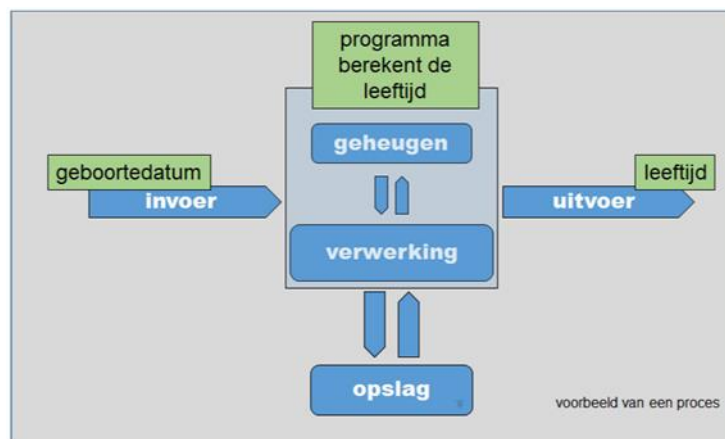 programma
berekent de
leeftijd
geheugen
geboortedatum
leeftijd
invoer
uitvoer
verwerking
opslag
voorbeeld van een proces